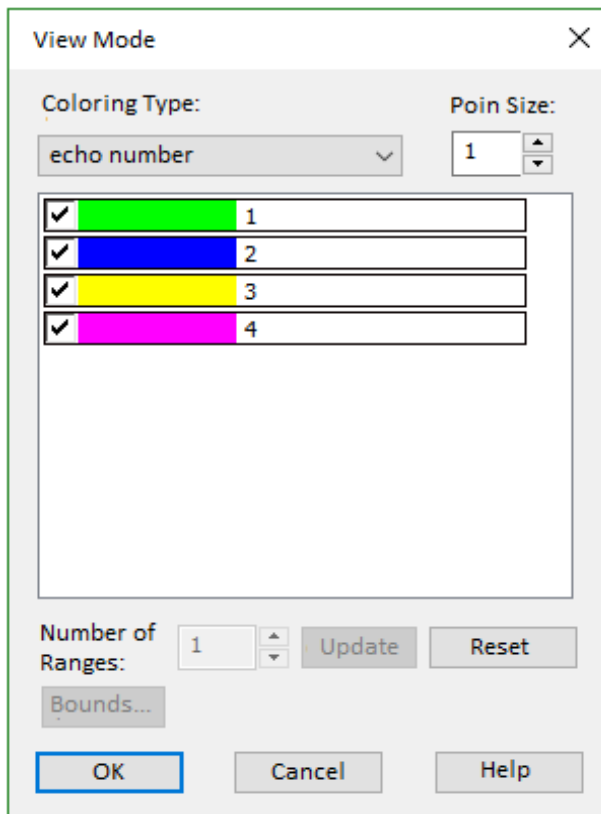 View Mode
Coloring Type: Poin Size:
echo number 1
1
2
3
4
Number of
Ranges: 1 Update Reset
Bounds...
OK Cancel Help